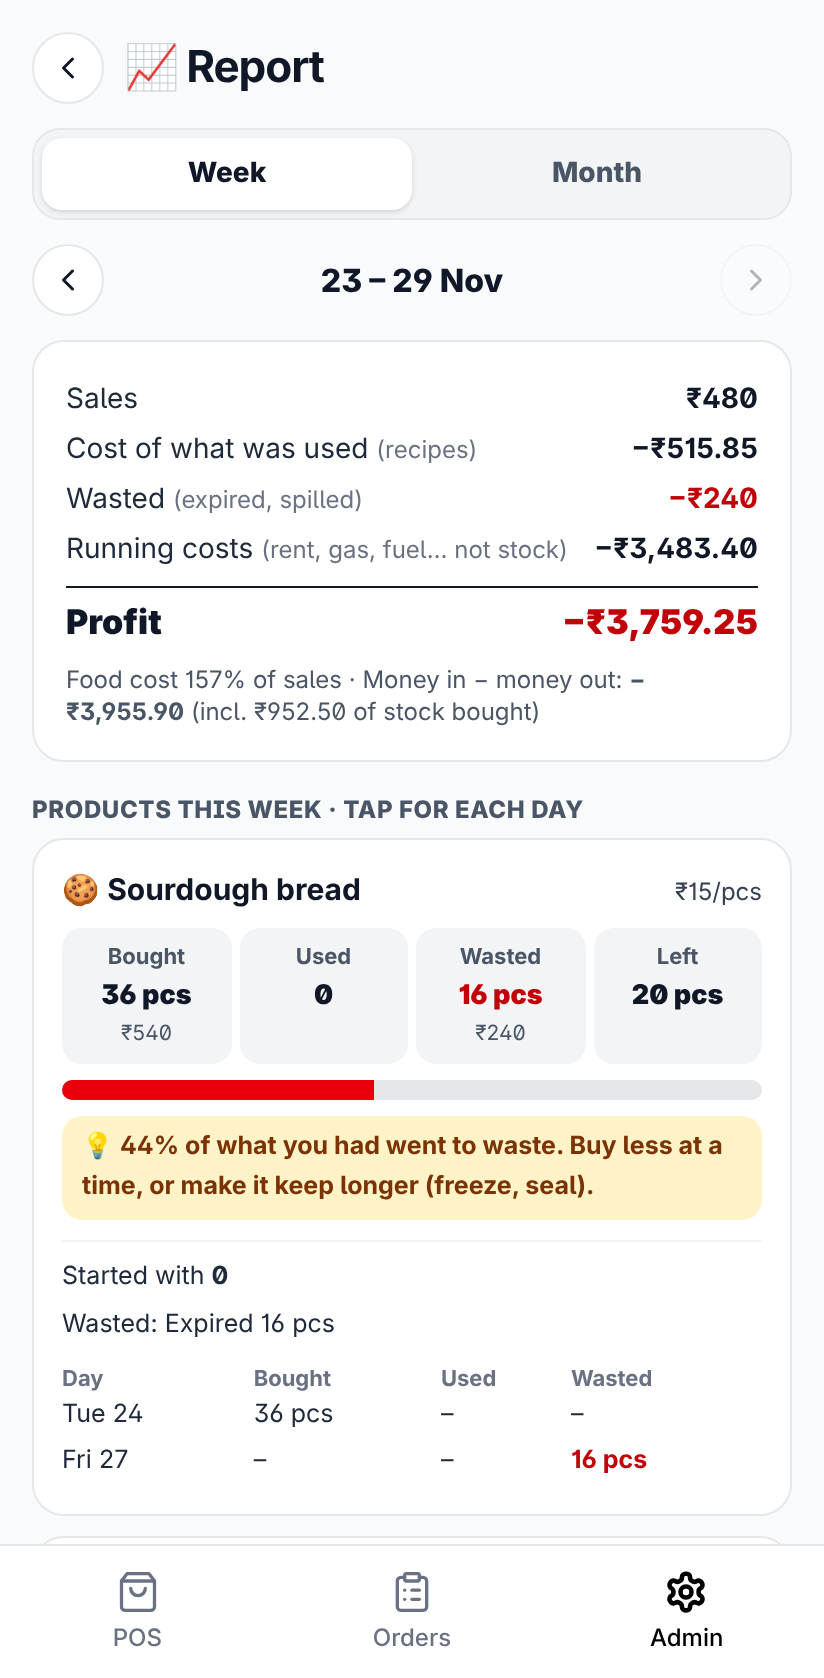 Report
Week
Month
23 – 29 Nov
Sales ₹480
Cost of what was used (recipes) −₹515.85
Wasted (expired, spilled) −₹240
Running costs (rent, gas, fuel... not stock) −₹3,483.40
Profit −₹3,759.25
Food cost 157% of sales · Money in − money out: −
₹3,955.90 (incl. ₹952.50 of stock bought)
PRODUCTS THIS WEEK · TAP FOR EACH DAY
Sourdough bread ₹15/pcs
Bought Used Wasted Left
36 pcs 0 16 pcs 20 pcs
₹540 ₹240
44% of what you had went to waste. Buy less at a
time, or make it keep longer (freeze, seal).
Started with 0
Wasted: Expired 16 pcs
Day Bought Used Wasted
Tue 24 36 pcs – –
Fri 27 – – 16 pcs
POS Orders Admin